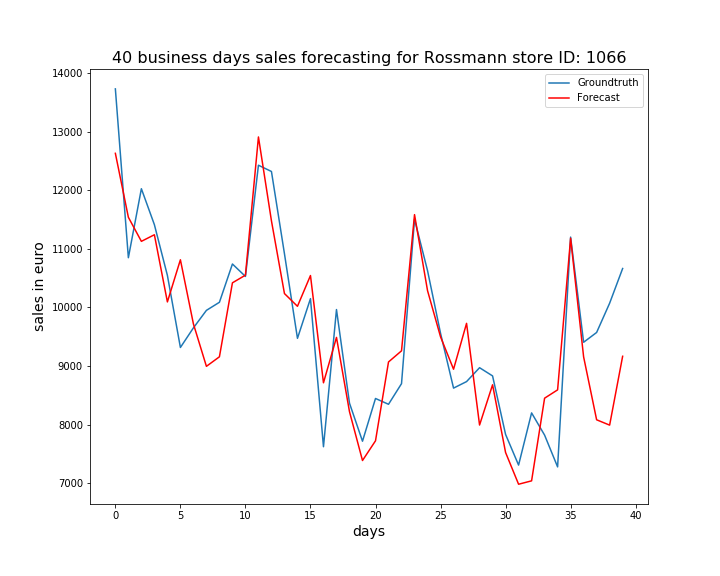 40 business days sales forecasting for Rossmann store ID: 1066
Groundtruth
Forecast
14000
13000
12000
11000
10000
9000
8000
7000
sales in euro
0 5 10 15 20 25 30 35 40
days